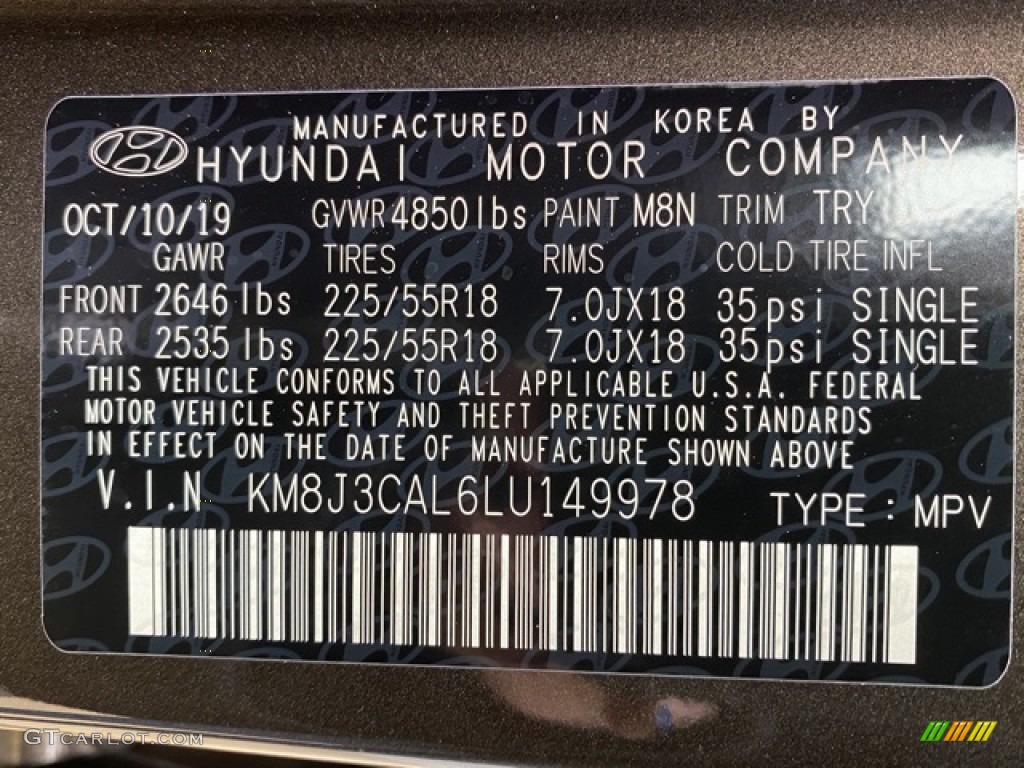 MANUFACTURED IN KOREA BY
HYUNDAI MOTOR COMPANY
OCT/10/19 GVWR 4850lbs PAINT M8N TRIM TRY
GAWR TIRES RIMS COLD TIRE INFL
FRONT 2646 lbs 225/55R18 7.0JX18 35psi SINGLE
REAR 2535 lbs 225/55R18 7.0JX18 35psi SINGLE
THIS VEHICLE CONFORMS TO ALL APPLICABLE U.S.A. FEDERAL
MOTOR VEHICLE SAFETY AND THEFT PREVENTION STANDARDS
IN EFFECT ON THE DATE OF MANUFACTURE SHOWN ABOVE
V.I.N KM8J3CAL6LU149978 TYPE : MPV
GTCARLOT.COM